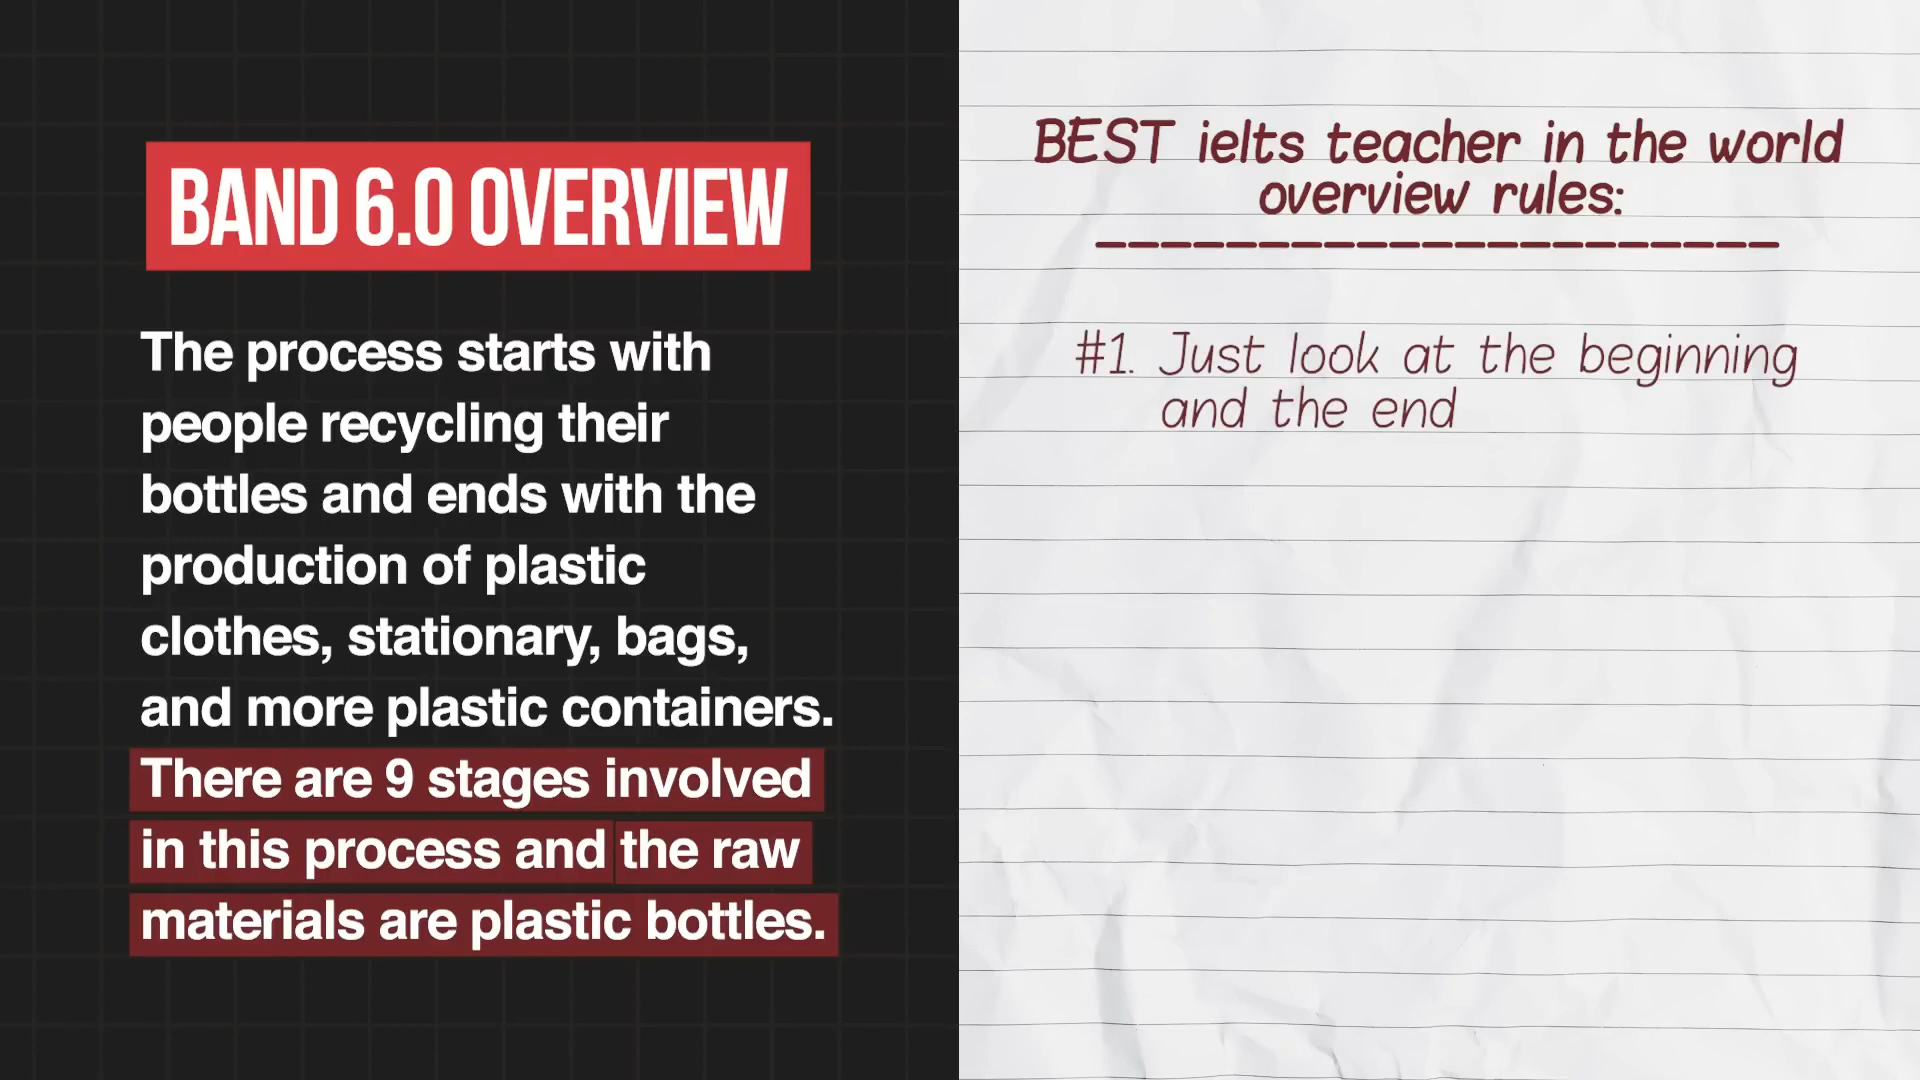 BAND 6.0 OVERVIEW
The process starts with
people recycling their
bottles and ends with the
production of plastic
clothes, stationary, bags,
and more plastic containers.
There are 9 stages involved
in this process and the raw
materials are plastic bottles.
BEST ielts teacher in the world
overview rules:
#1. Just look at the beginning
and the end